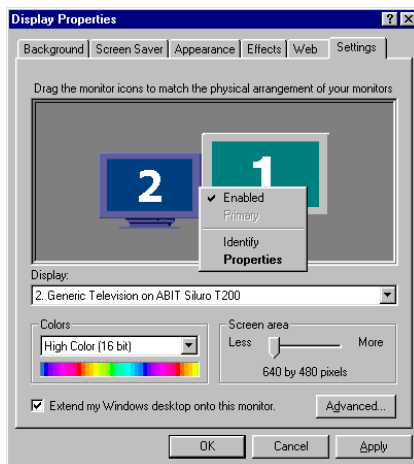 Display Properties
Background Screen Saver Appearance Effects Web Settings
Drag the monitor icons to match the physical arrangement of your monitors
2 1
Enabled
Primary
Identify
Properties
Display:
2. Generic Television on ABIT Siluro T200
Colors Screen area
High Color (16 bit) Less More
640 by 480 pixels
Extend my Windows desktop onto this monitor. Advanced...
OK Cancel Apply